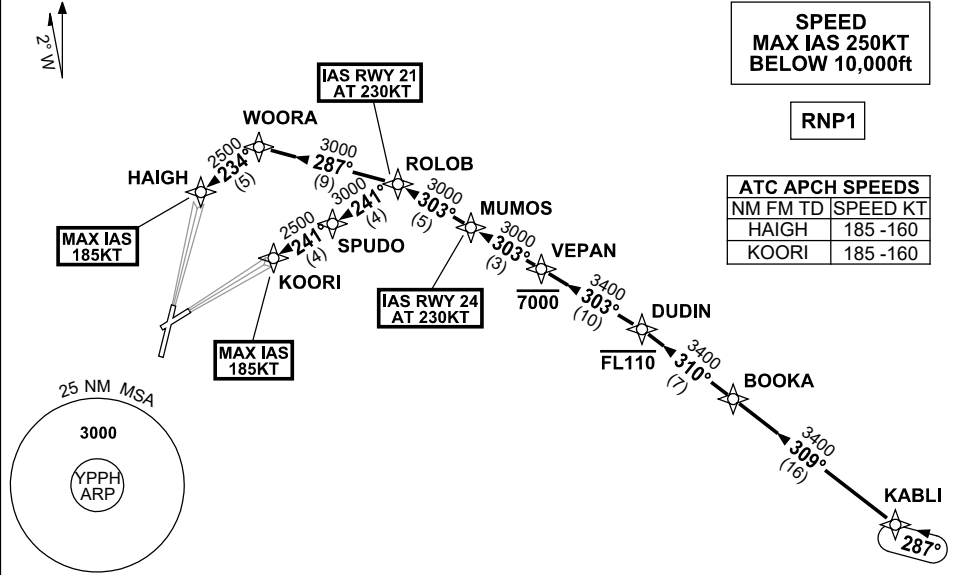 2° W
SPEED
MAX IAS 250KT
BELOW 10,000ft
RNP1
ATC APCH SPEEDS
NM FM TD SPEED KT
HAIGH 185 -160
KOORI 185 -160
IAS RWY 21
AT 230KT
WOORA
2500
234°
(5)
HAIGH
MAX IAS
185KT
3000
287°
(9)
ROLOB
3000
241°
(4)
SPUDO
2500
241°
(4)
KOORI
MAX IAS
185KT
3000
303°
(5)
MUMOS
IAS RWY 24
AT 230KT
3000
303°
(3)
VEPAN
7000
3400
303°
(10)
DUDIN
FL110
3400
310°
(7)
BOOKA
3400
309°
(16)
KABLI
287°
25 NM MSA
3000
YPPH
ARP